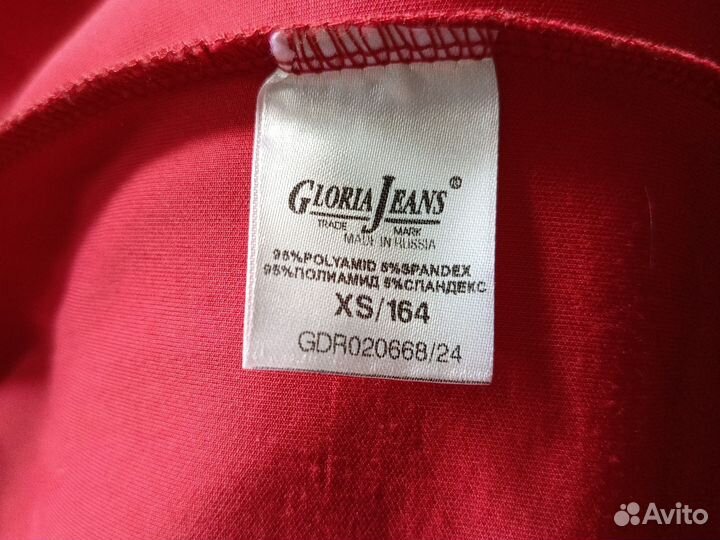 GLORIA JEANS®
TRADE MARK
MADE IN RUSSIA
95%POLYAMID 5%SPANDEX
95%ПОЛИАМИД 5%СПАНДЕКС
XS/164
GDR020668/24
Avito